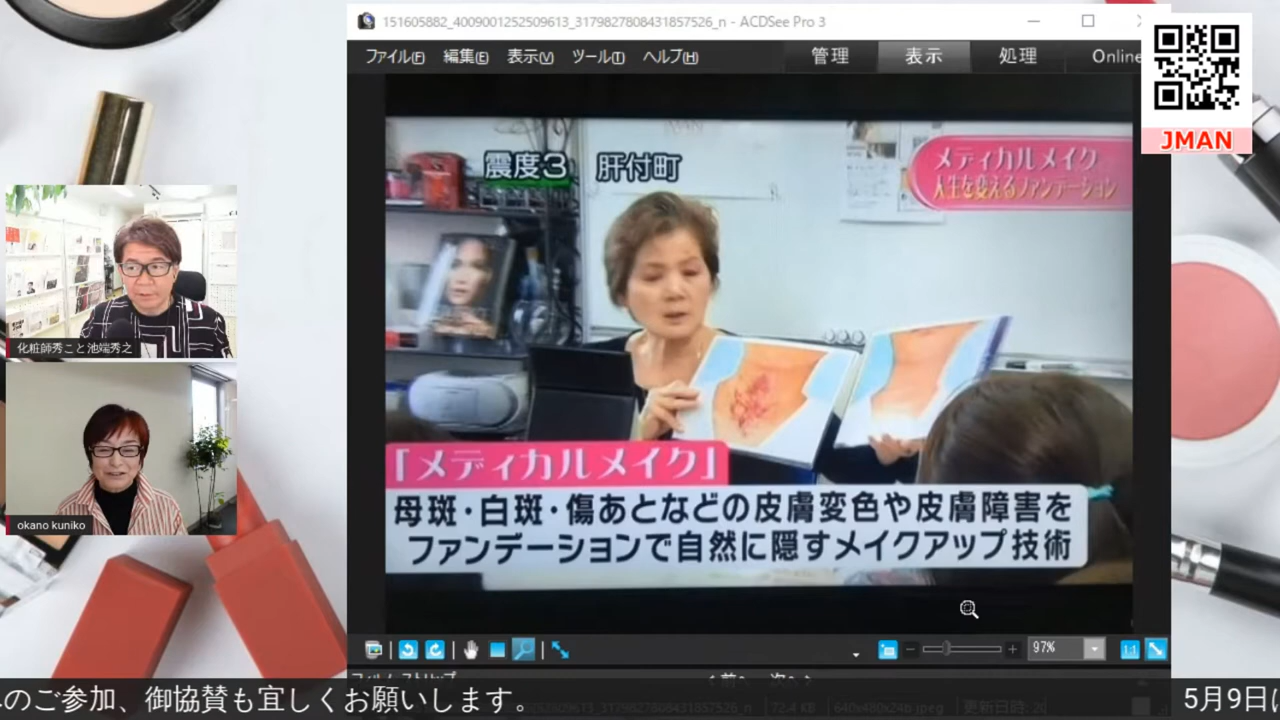 151605882_4009001252509613_3179827808431857526_n - ACDSee Pro 3
ファイル(F) 編集(E) 表示(V) ツール(T) ヘルプ(H)
管理 表示 処理 Online
JMAN
震度3 肝付町
メディカルメイク
人生を変えるファンデーション
化粧師秀こと池端秀之
okano kuniko
「メディカルメイク」
母斑・白斑・傷あとなどの皮膚変色や皮膚障害を
ファンデーションで自然に隠すメイクアップ技術
97%
1:1
のご参加、御協賛も宜しくお願いします。
5月9日